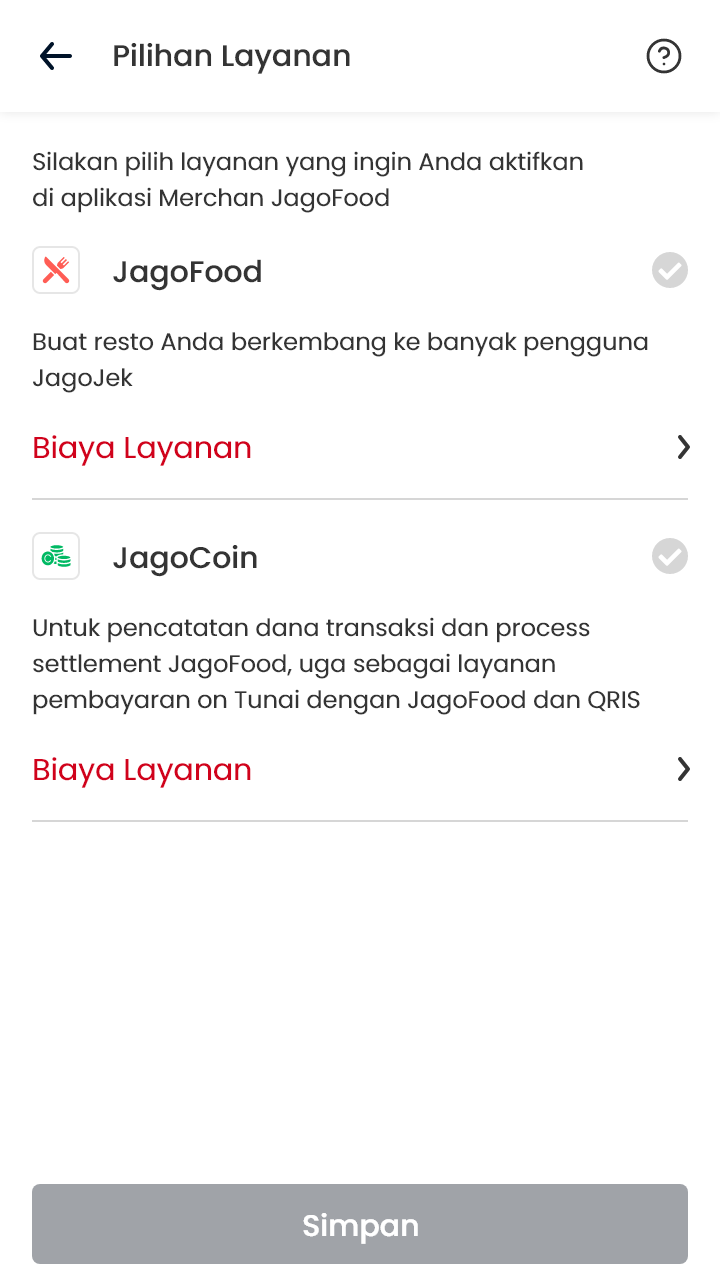 Pilihan Layanan
Silakan pilih layanan yang ingin Anda aktifkan
di aplikasi Merchan JagoFood
JagoFood
Buat resto Anda berkembang ke banyak pengguna
JagoJek
Biaya Layanan
JagoCoin
Untuk pencatatan dana transaksi dan process
settlement JagoFood, uga sebagai layanan
pembayaran on Tunai dengan JagoFood dan QRIS
Biaya Layanan
Simpan